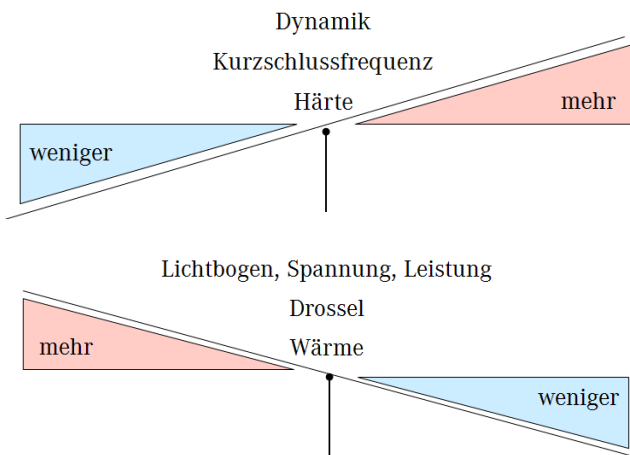 Dynamik
Kurzschlussfrequenz
Härte
mehr
weniger
Lichtbogen, Spannung, Leistung
Drossel
Wärme
mehr
weniger